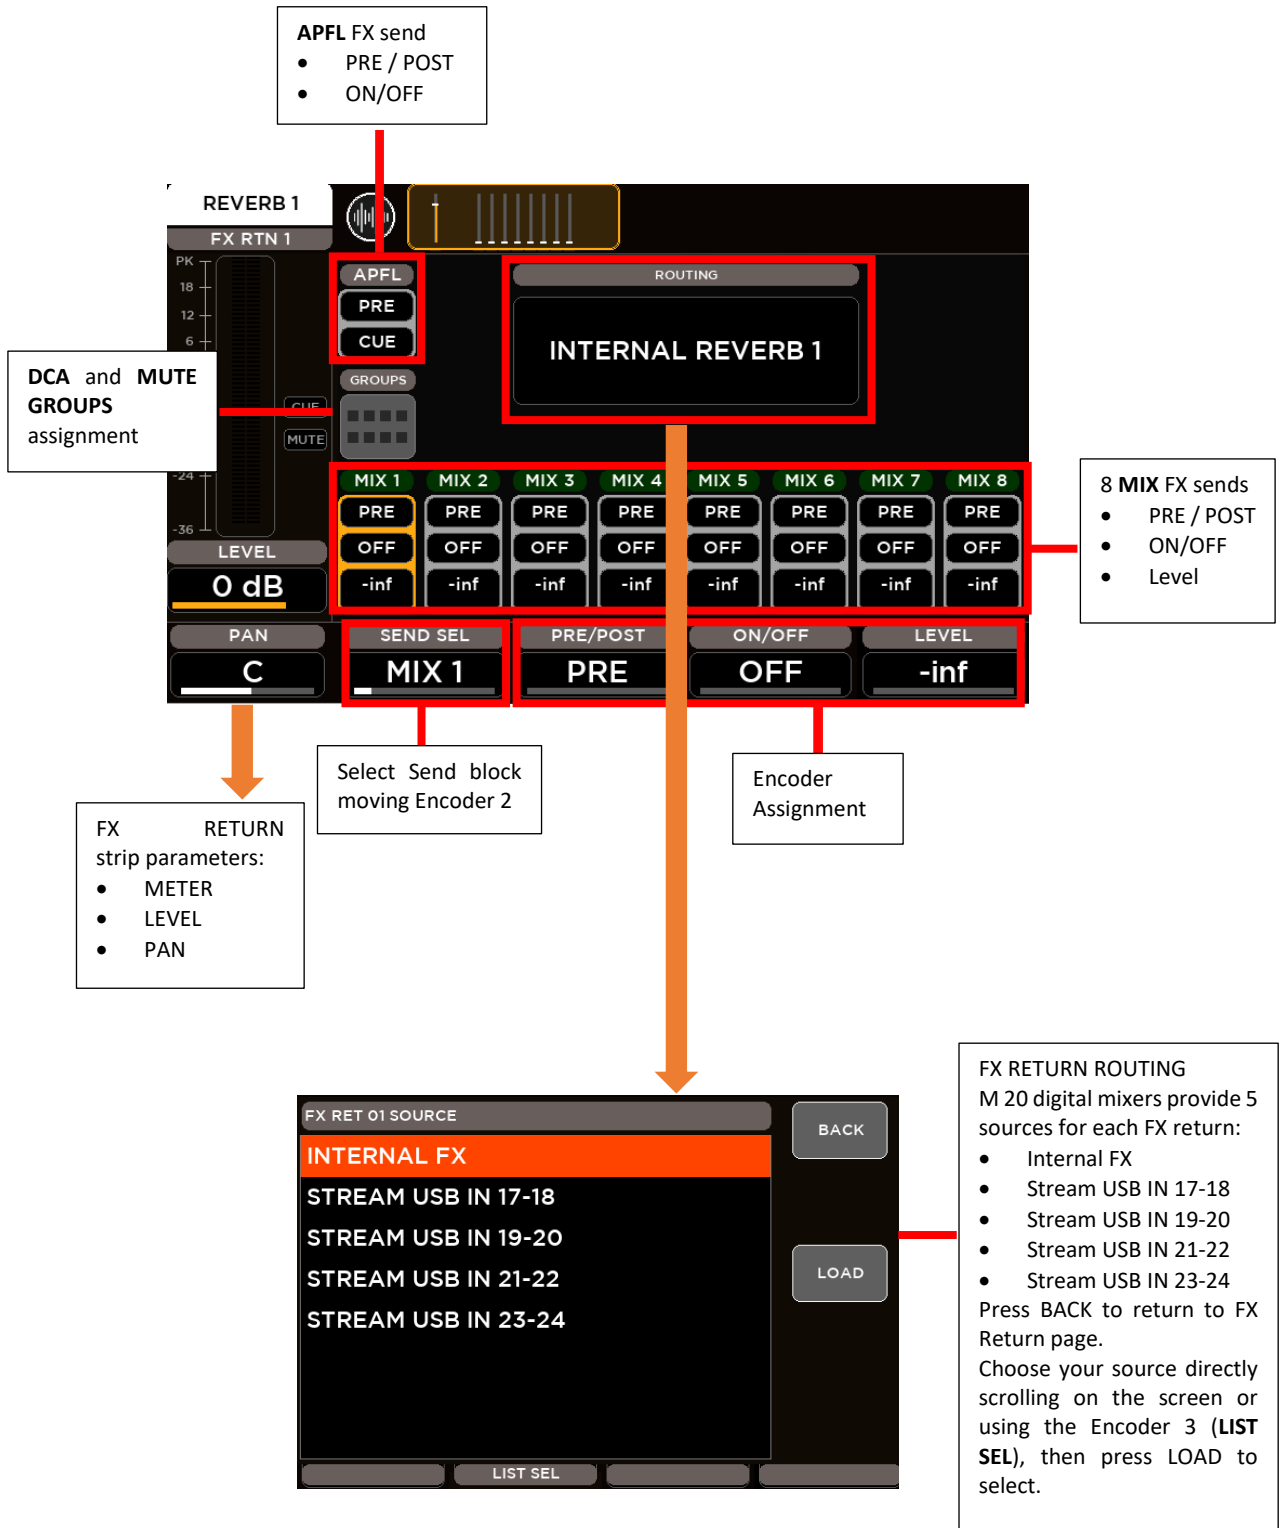 APFL FX send
• PRE / POST
• ON/OFF
REVERB 1
FX RTN 1
PK
18
12
6
-24
-36
CUE
MUTE
LEVEL
0 dB
PAN
C
APFL
PRE
CUE
GROUPS
ROUTING
INTERNAL REVERB 1
DCA and MUTE
GROUPS
assignment
MIX 1 MIX 2 MIX 3 MIX 4 MIX 5 MIX 6 MIX 7 MIX 8
PRE PRE PRE PRE PRE PRE PRE PRE
OFF OFF OFF OFF OFF OFF OFF OFF
-inf -inf -inf -inf -inf -inf -inf -inf
SEND SEL PRE/POST ON/OFF LEVEL
MIX 1 PRE OFF -inf
8 MIX FX sends
• PRE / POST
• ON/OFF
• Level
Select Send block
moving Encoder 2
Encoder
Assignment
FX RETURN
strip parameters:
• METER
• LEVEL
• PAN
FX RET 01 SOURCE
INTERNAL FX
STREAM USB IN 17-18
STREAM USB IN 19-20
STREAM USB IN 21-22
STREAM USB IN 23-24
BACK
LOAD
LIST SEL
FX RETURN ROUTING
M 20 digital mixers provide 5
sources for each FX return:
• Internal FX
• Stream USB IN 17-18
• Stream USB IN 19-20
• Stream USB IN 21-22
• Stream USB IN 23-24
Press BACK to return to FX
Return page.
Choose your source directly
scrolling on the screen or
using the Encoder 3 (LIST
SEL), then press LOAD to
select.